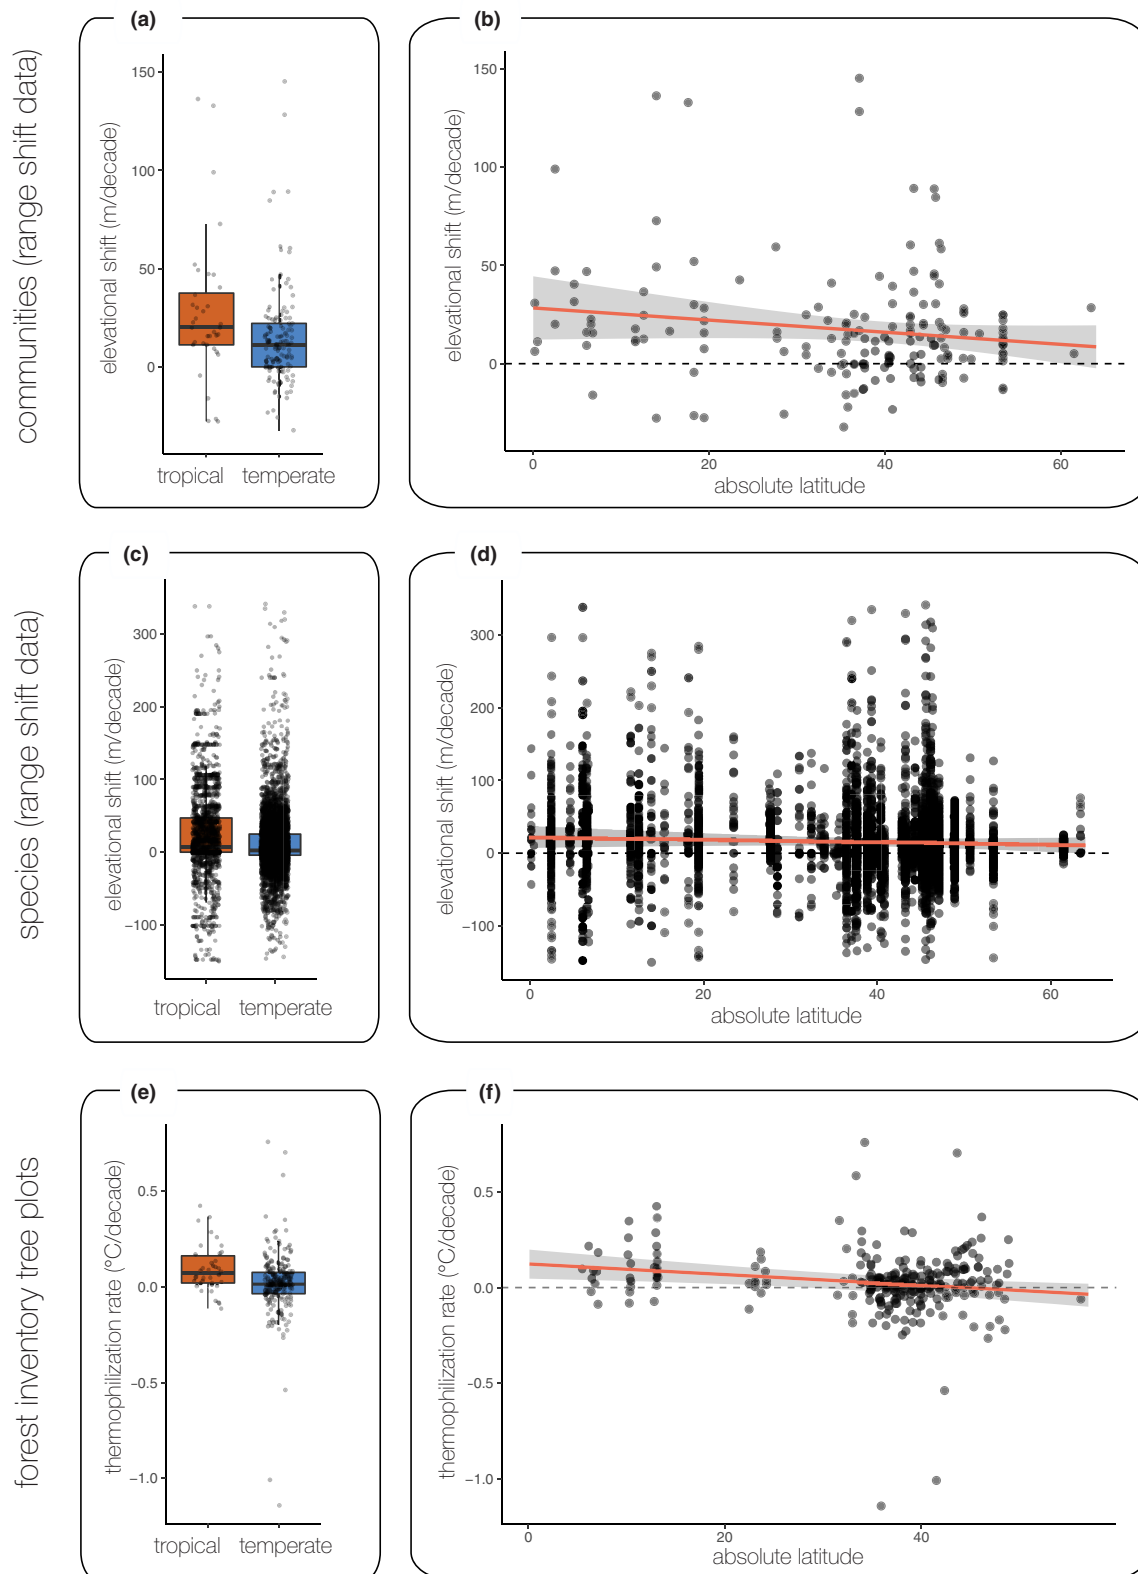 communities (range shift data)
(a)
elevational shift (m/decade)
150
100
50
0
tropical temperate
(b)
elevational shift (m/decade)
150
100
50
0
0 20 40 60
absolute latitude
species (range shift data)
(c)
elevational shift (m/decade)
300
200
100
0
−100
tropical temperate
(d)
elevational shift (m/decade)
300
200
100
0
−100
0 20 40 60
absolute latitude
forest inventory tree plots
(e)
thermophilization rate (°C/decade)
0.5
0.0
−0.5
−1.0
tropical temperate
(f)
thermophilization rate (°C/decade)
0.5
0.0
−0.5
−1.0
0 20 40
absolute latitude